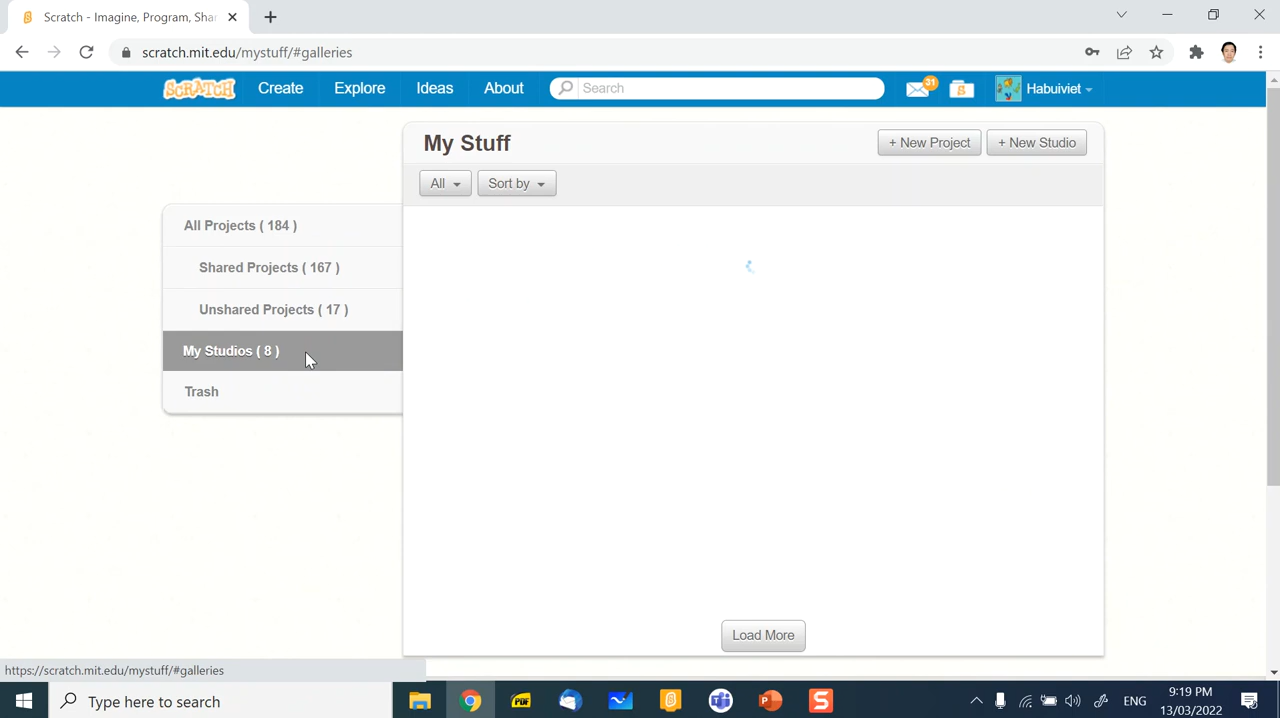 Scratch - Imagine, Program, Shar
scratch.mit.edu/mystuff/#galleries
SCRATCH
Create
Explore
Ideas
About
Search
31
Habuiviet
My Stuff
+ New Project
+ New Studio
All
Sort by
All Projects ( 184 )
Shared Projects ( 167 )
Unshared Projects ( 17 )
My Studios ( 8 )
Trash
Load More
https://scratch.mit.edu/mystuff/#galleries
Type here to search
PDF
ENG
9:19 PM
13/03/2022